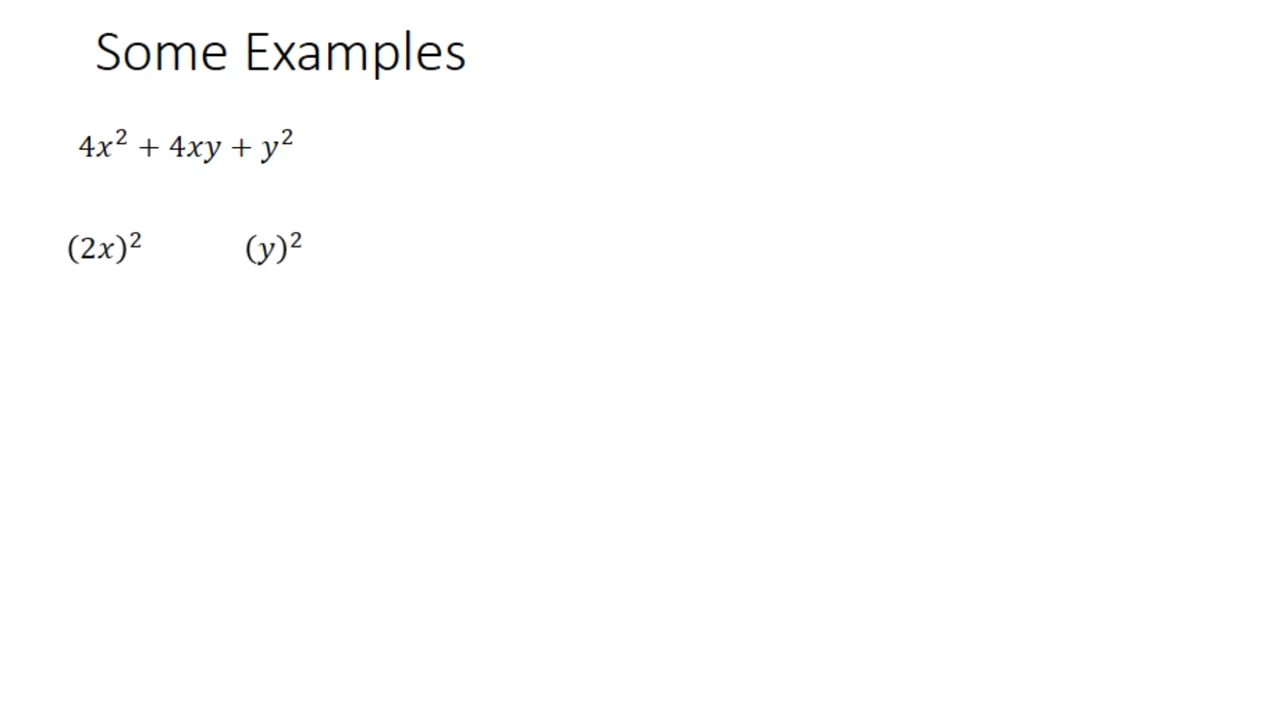 Some Examples
4x² + 4xy + y²
(2x)² (y)²